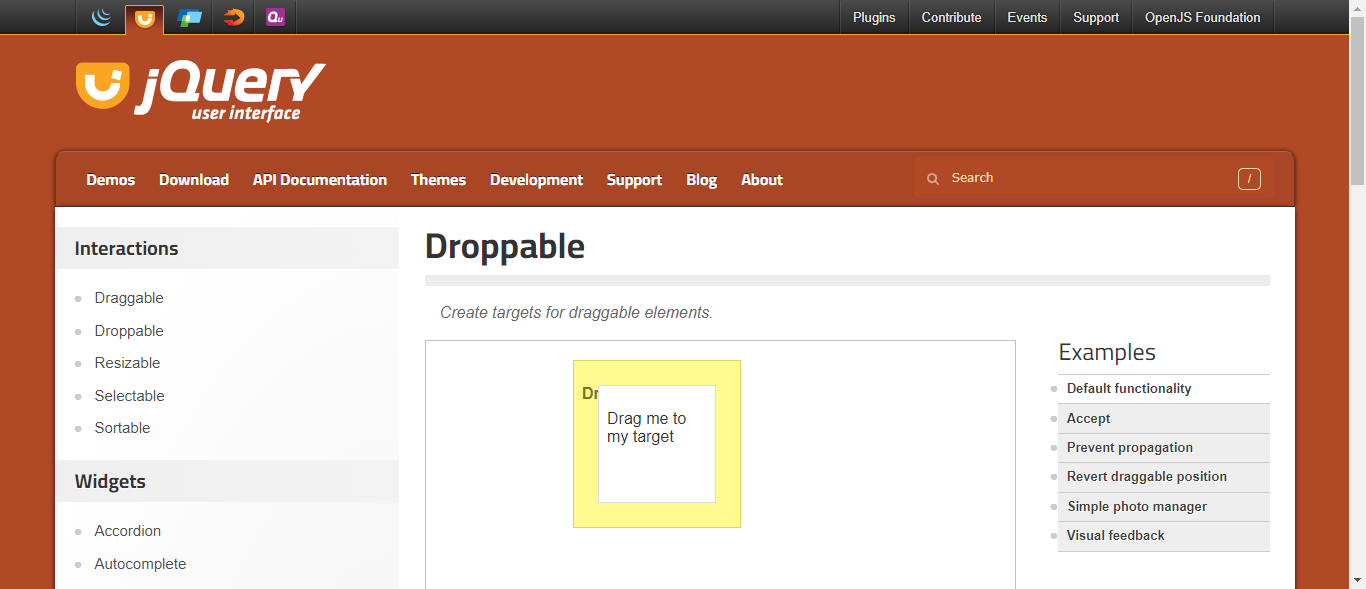 Qu
Plugins
Contribute
Events
Support
OpenJS Foundation
jQuery
user interface
Demos
Download
API Documentation
Themes
Development
Support
Blog
About
Search
/
Interactions
Draggable
Droppable
Resizable
Selectable
Sortable
Widgets
Accordion
Autocomplete
Droppable
Create targets for draggable elements.
Drag me to
my target
Examples
Default functionality
Accept
Prevent propagation
Revert draggable position
Simple photo manager
Visual feedback